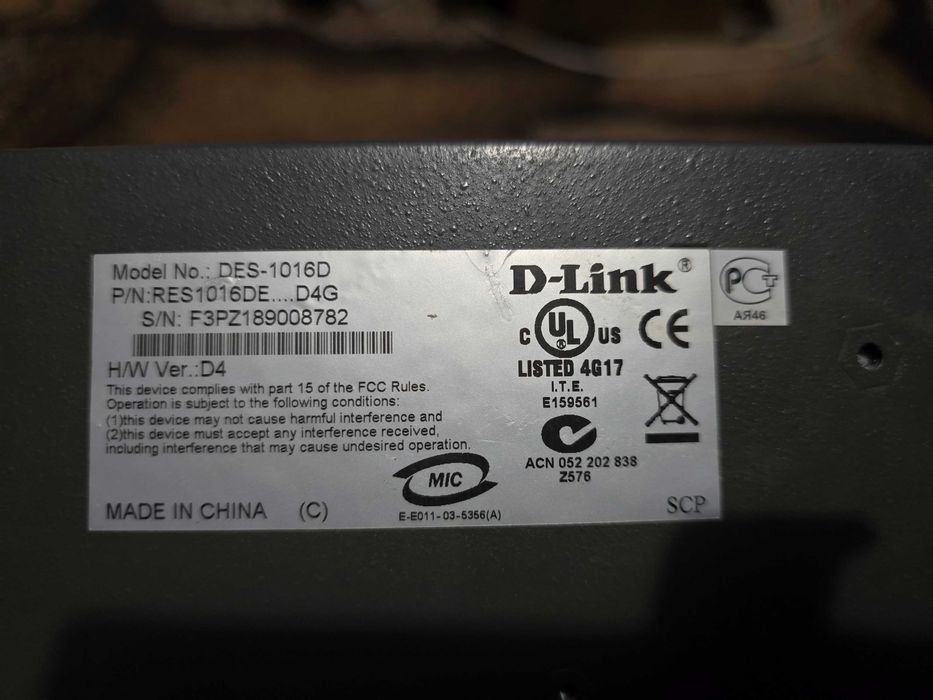 Model No.: DES-1016D
P/N:RES1016DE....D4G
S/N: F3PZ189008782
H/W Ver.:D4
This device complies with part 15 of the FCC Rules.
Operation is subject to the following conditions:
(1)this device may not cause harmful interference and
(2)this device must accept any interference received,
including interference that may cause undesired operation.
MADE IN CHINA (C)
MIC
E-E011-03-5356(A)
D-Link®
C UL® US CE
LISTED 4G17
I.T.E.
E159561
ACN 052 202 838
Z576
SCP
РСТ
АЯ46